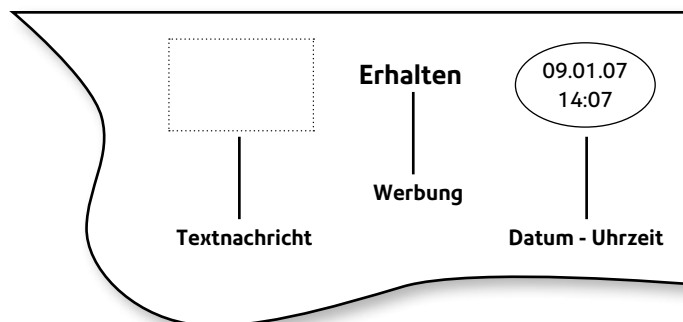 Erhalten
09.01.07
14:07
Werbung
Textnachricht
Datum - Uhrzeit